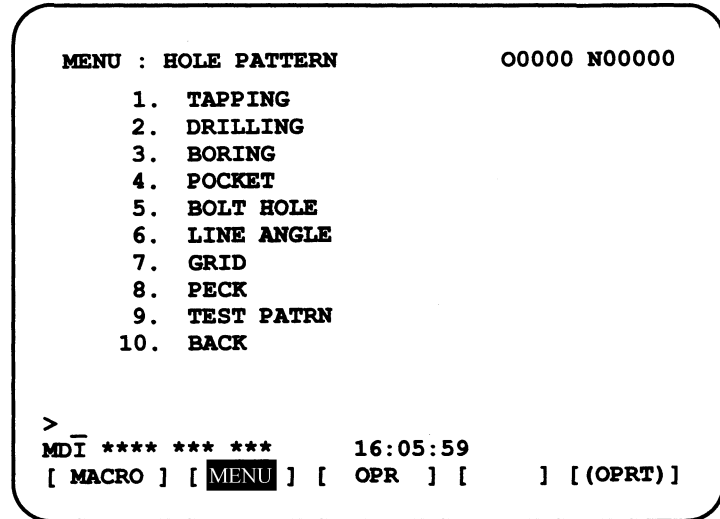 MENU : HOLE PATTERN O0000 N00000
1. TAPPING
2. DRILLING
3. BORING
4. POCKET
5. BOLT HOLE
6. LINE ANGLE
7. GRID
8. PECK
9. TEST PATRN
10. BACK
> _
MDI **** *** *** 16:05:59
[ MACRO ] [ MENU ] [ OPR ] [ ] [(OPRT)]